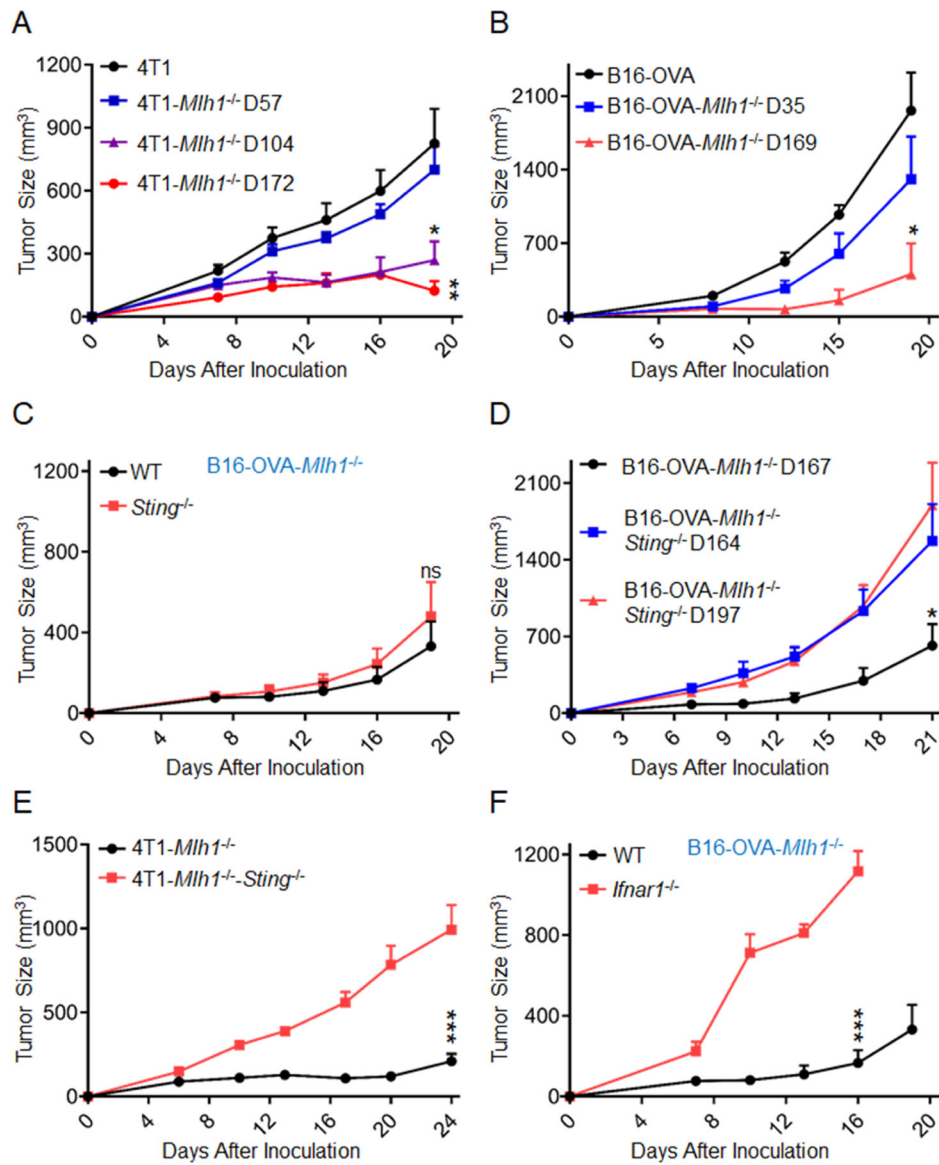 A
4T1
4T1-Mlh1-/- D57
4T1-Mlh1-/- D104
4T1-Mlh1-/- D172
Tumor Size (mm3)
1200
900
600
300
0
*
**
0 4 8 12 16 20
Days After Inoculation
B
B16-OVA
B16-OVA-Mlh1-/- D35
B16-OVA-Mlh1-/- D169
Tumor Size (mm3)
2100
1400
700
0
*
0 5 10 15 20
Days After Inoculation
C
WT
Sting-/-
B16-OVA-Mlh1-/-
Tumor Size (mm3)
1200
800
400
0
ns
0 4 8 12 16 20
Days After Inoculation
D
B16-OVA-Mlh1-/- D167
B16-OVA-Mlh1-/-
Sting-/- D164
B16-OVA-Mlh1-/-
Sting-/- D197
Tumor Size (mm3)
2100
1400
700
0
*
0 3 6 9 12 15 18 21
Days After Inoculation
E
4T1-Mlh1-/-
4T1-Mlh1-/-Sting-/-
Tumor Size (mm3)
1500
1000
500
0
***
0 4 8 12 16 20 24
Days After Inoculation
F
WT
Ifnar1-/-
B16-OVA-Mlh1-/-
Tumor Size (mm3)
1200
800
400
0
***
0 4 8 12 16 20
Days After Inoculation